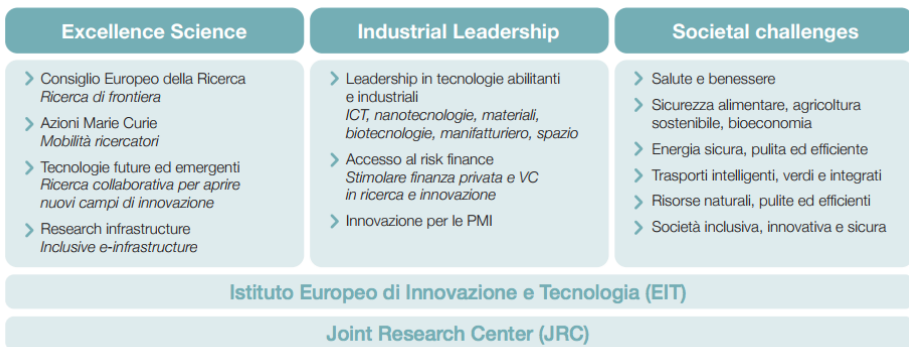 Excellence Science
Consiglio Europeo della Ricerca
Ricerca di frontiera
Azioni Marie Curie
Mobilità ricercatori
Tecnologie future ed emergenti
Ricerca collaborativa per aprire
nuovi campi di innovazione
Research infrastructure
Inclusive e-infrastructure
Industrial Leadership
Leadership in tecnologie abilitanti
e industriali
ICT, nanotecnologie, materiali,
biotecnologie, manifatturiero, spazio
Accesso al risk finance
Stimolare finanza privata e VC
in ricerca e innovazione
Innovazione per le PMI
Societal challenges
Salute e benessere
Sicurezza alimentare, agricoltura
sostenibile, bioeconomia
Energia sicura, pulita ed efficiente
Trasporti intelligenti, verdi e integrati
Risorse naturali, pulite ed efficienti
Società inclusiva, innovativa e sicura
Istituto Europeo di Innovazione e Tecnologia (EIT)
Joint Research Center (JRC)